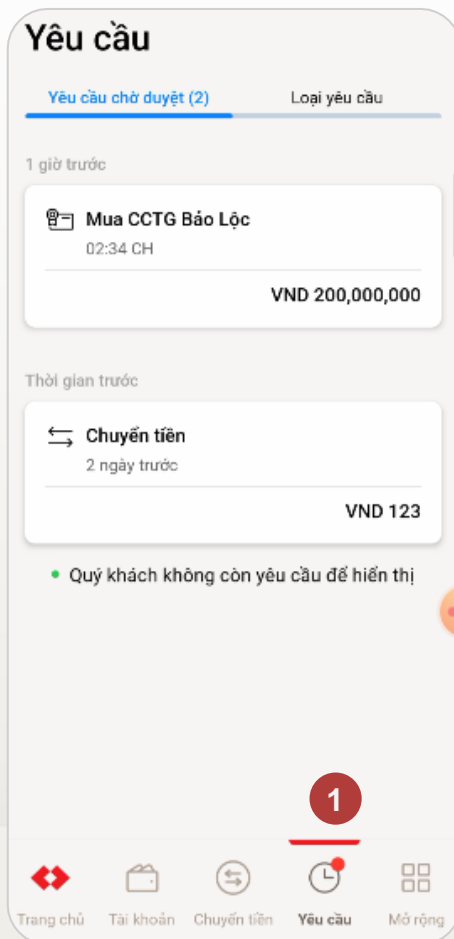 Yêu cầu
Yêu cầu chờ duyệt (2) Loại yêu cầu
1 giờ trước
Mua CCTG Bảo Lộc
02:34 CH
VND 200,000,000
Thời gian trước
Chuyển tiền
2 ngày trước
VND 123
Quý khách không còn yêu cầu để hiển thị
1
Trang chủ Tài khoản Chuyển tiền Yêu cầu Mở rộng